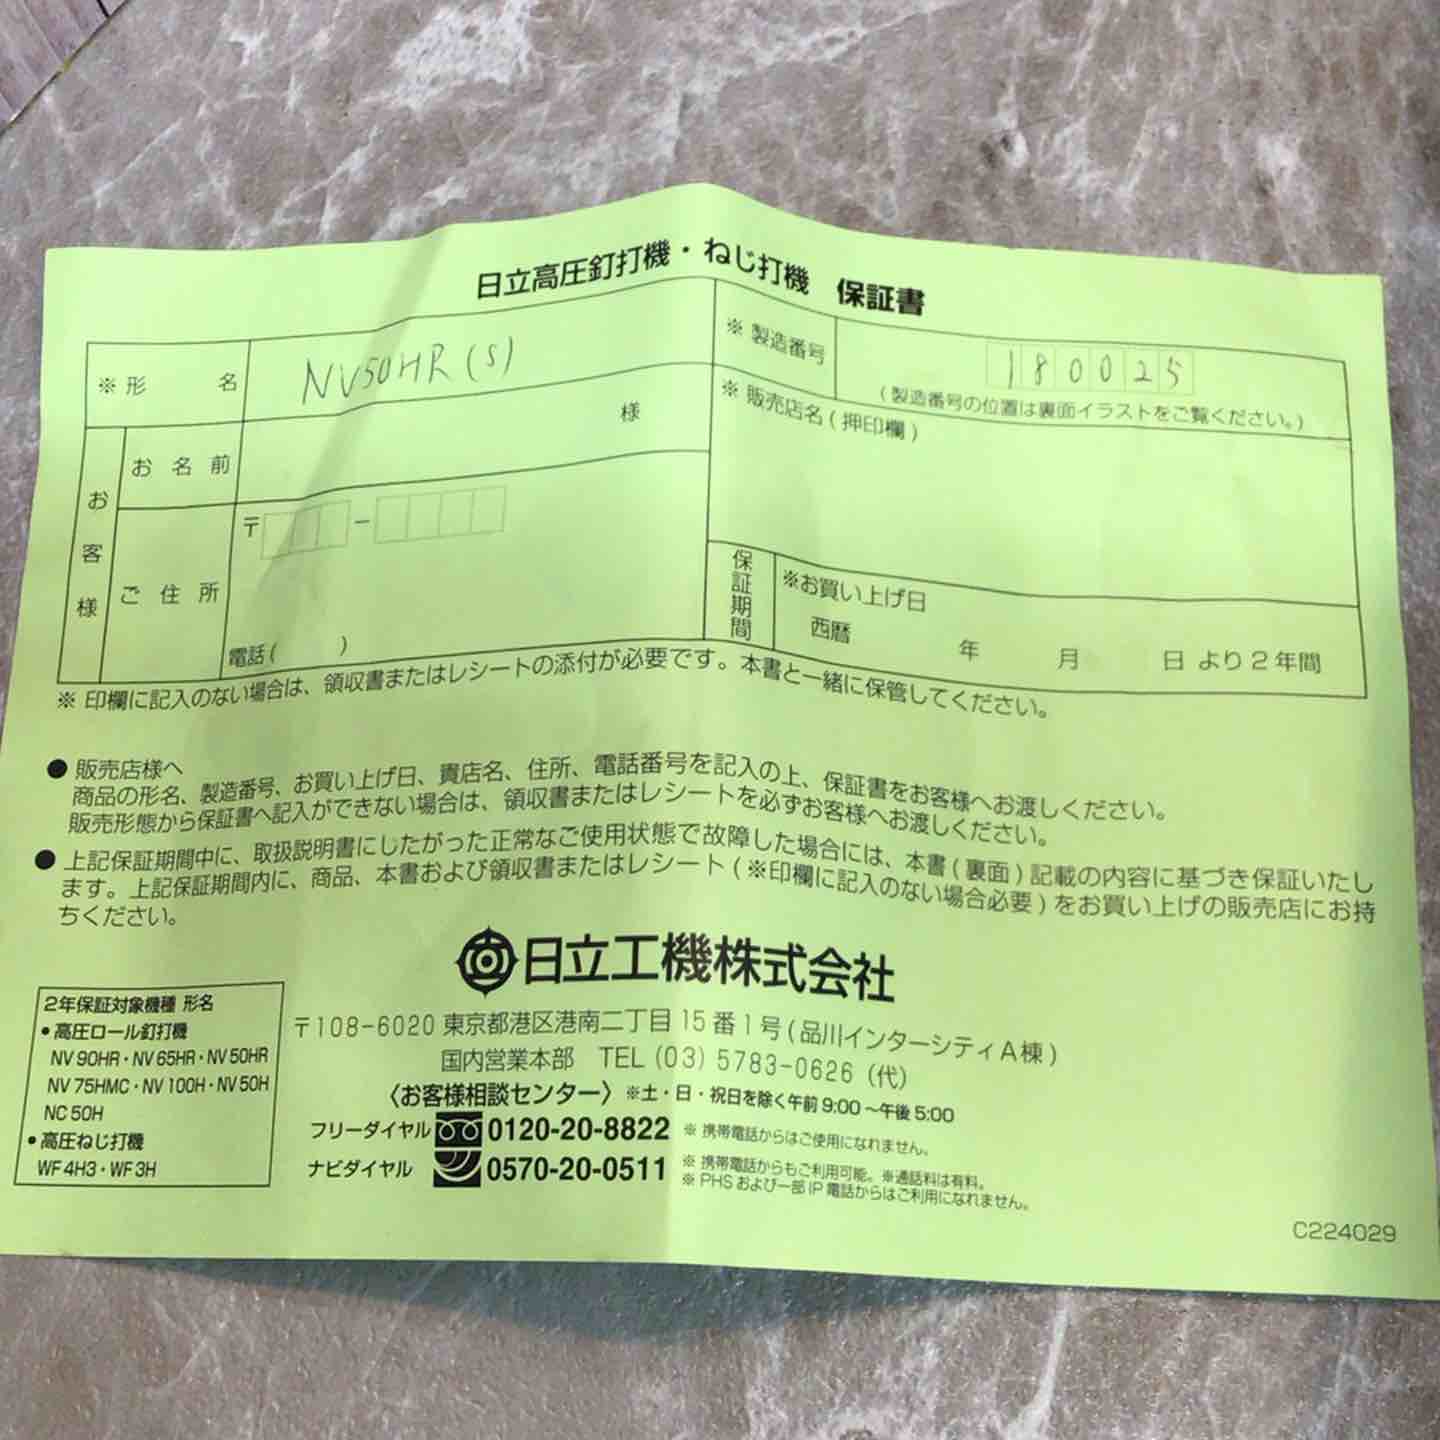 日立高圧釘打機・ねじ打機 保証書
※形名 NV50HR(S)
※製造番号 180025
(製造番号の位置は裏面イラストをご覧ください。)
お客様
お名前 様
ご住所 〒 －
電話( )
※販売店名(押印欄)
保証期間
※お買い上げ日
西暦 年 月 日 より2年間
※印欄に記入のない場合は、領収書またはレシートの添付が必要です。本書と一緒に保管してください。
● 販売店様へ
商品の形名、製造番号、お買い上げ日、貴店名、住所、電話番号を記入の上、保証書をお客様へお渡しください。
販売形態から保証書へ記入ができない場合は、領収書またはレシートを必ずお客様へお渡しください。
● 上記保証期間中に、取扱説明書にしたがった正常なご使用状態で故障した場合には、本書(裏面)記載の内容に基づき保証いたし
ます。上記保証期間内に、商品、本書および領収書またはレシート(※印欄に記入のない場合必要)をお買い上げの販売店にお持
ちください。
日立工機株式会社
〒108-6020 東京都港区港南二丁目15番1号(品川インターシティA棟)
国内営業本部 TEL (03) 5783-0626 (代)
〈お客様相談センター〉 ※土・日・祝日を除く午前9:00～午後5:00
フリーダイヤル 0120-20-8822 ※携帯電話からはご使用になれません。
ナビダイヤル 0570-20-0511 ※携帯電話からもご利用可能。※通話料は有料。
※PHSおよび一部IP電話からはご利用になれません。
2年保証対象機種 形名
• 高圧ロール釘打機
NV 90HR・NV 65HR・NV 50HR
NV 75HMC・NV 100H・NV 50H
NC 50H
• 高圧ねじ打機
WF 4H3・WF 3H
C224029